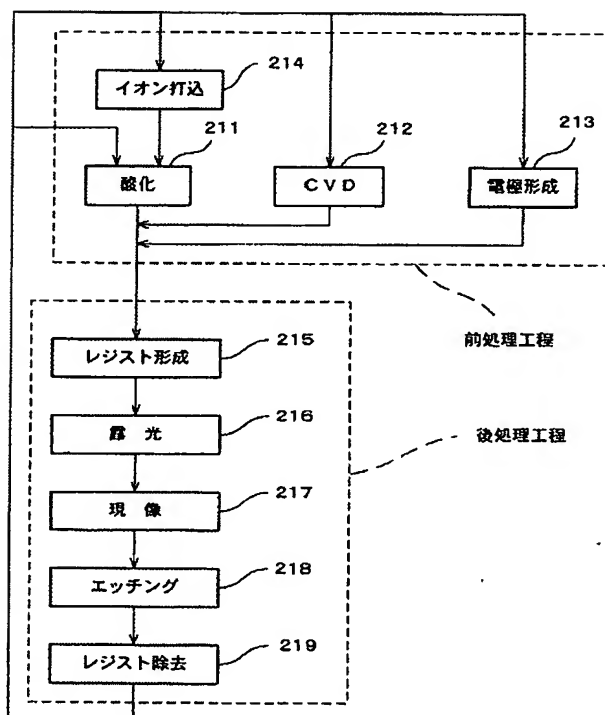 214
イオン打込
211
212
213
酸化
CVD
電極形成
前処理工程
レジスト形成
215
露 光
216
後処理工程
現 像
217
エッチング
218
レジスト除去
219